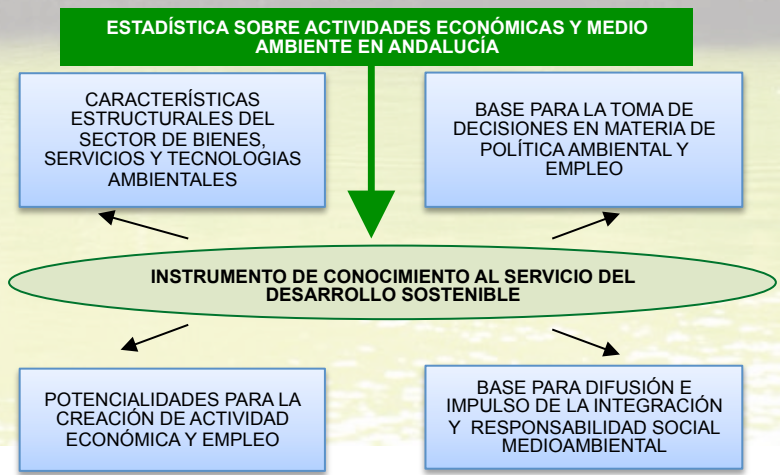 ESTADÍSTICA SOBRE ACTIVIDADES ECONÓMICAS Y MEDIO
AMBIENTE EN ANDALUCÍA
CARACTERÍSTICAS
ESTRUCTURALES DEL
SECTOR DE BIENES,
SERVICIOS Y TECNOLOGIAS
AMBIENTALES
BASE PARA LA TOMA DE
DECISIONES EN MATERIA DE
POLÍTICA AMBIENTAL Y
EMPLEO
INSTRUMENTO DE CONOCIMIENTO AL SERVICIO DEL
DESARROLLO SOSTENIBLE
POTENCIALIDADES PARA LA
CREACIÓN DE ACTIVIDAD
ECONÓMICA Y EMPLEO
BASE PARA DIFUSIÓN E
IMPULSO DE LA INTEGRACIÓN
Y RESPONSABILIDAD SOCIAL
MEDIOAMBIENTAL